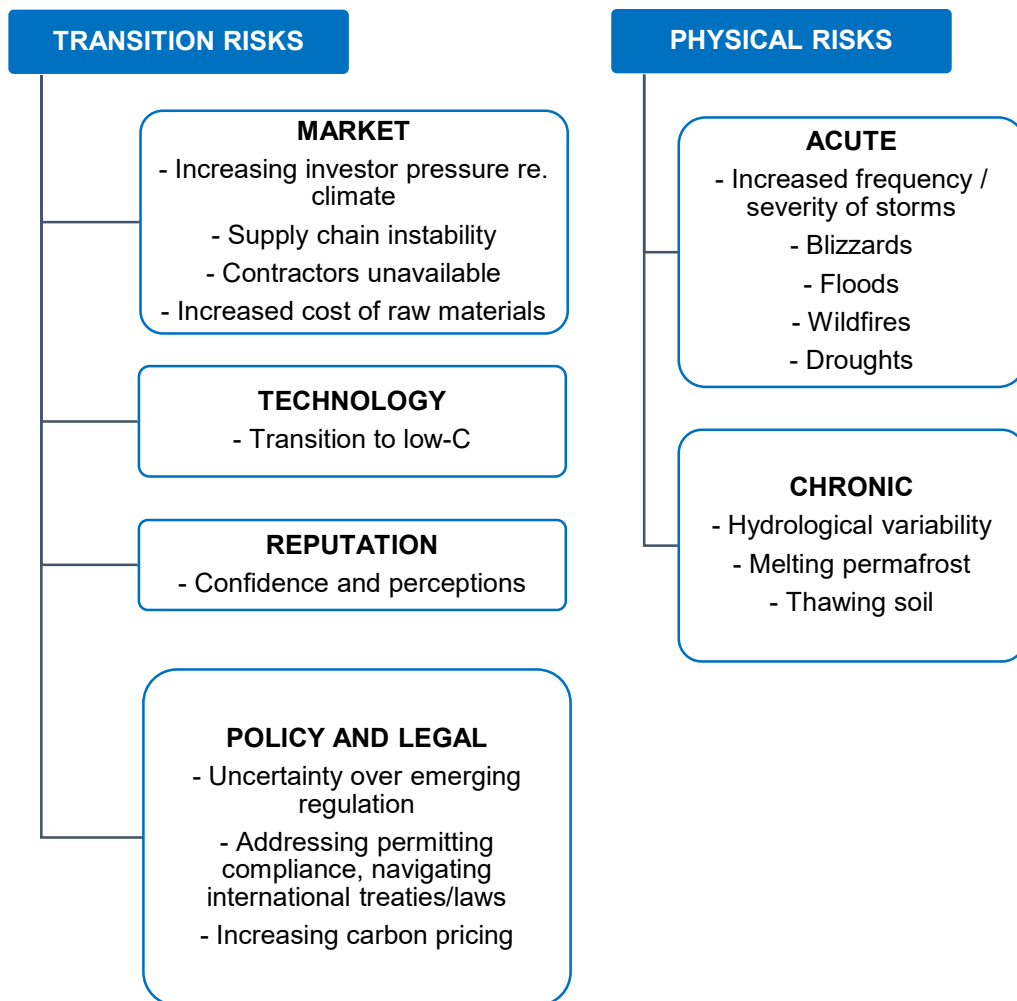 TRANSITION RISKS
MARKET
- Increasing investor pressure re.
climate
- Supply chain instability
- Contractors unavailable
- Increased cost of raw materials
TECHNOLOGY
- Transition to low-C
REPUTATION
- Confidence and perceptions
POLICY AND LEGAL
- Uncertainty over emerging
regulation
- Addressing permitting
compliance, navigating
international treaties/laws
- Increasing carbon pricing
PHYSICAL RISKS
ACUTE
- Increased frequency /
severity of storms
- Blizzards
- Floods
- Wildfires
- Droughts
CHRONIC
- Hydrological variability
- Melting permafrost
- Thawing soil